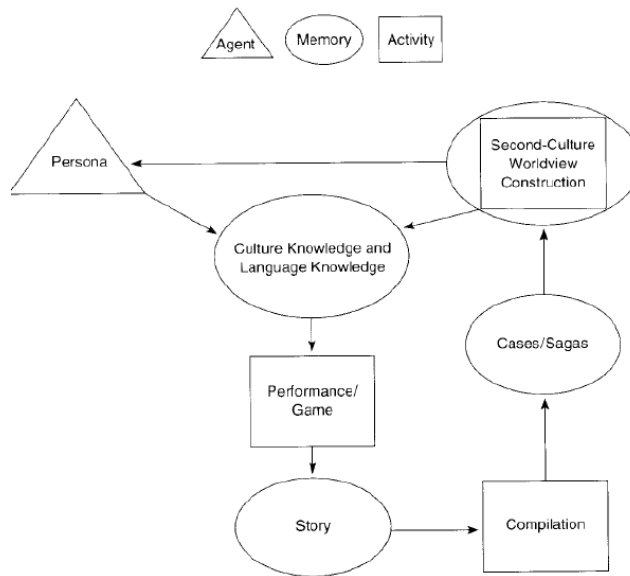 Agent
Memory
Activity
Persona
Second-Culture
Worldview
Construction
Culture Knowledge and
Language Knowledge
Cases/Sagas
Performance/
Game
Story
Compilation